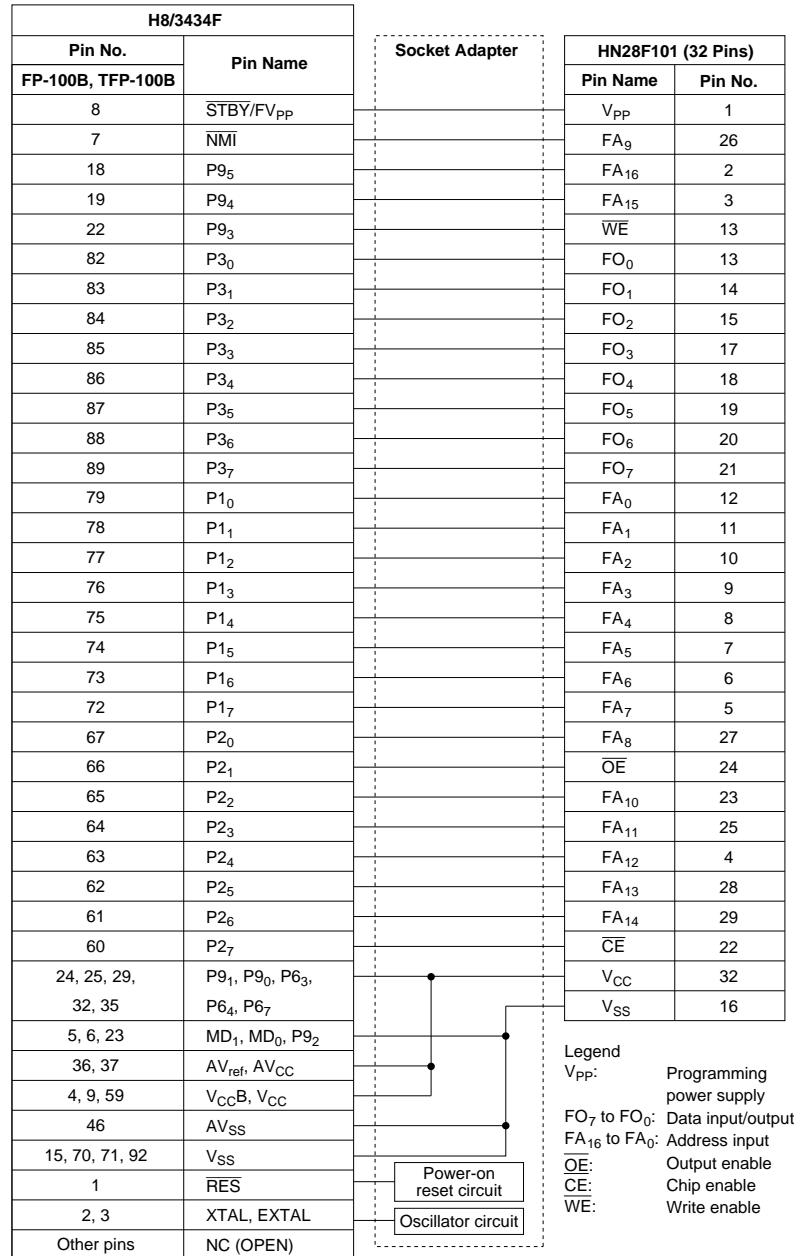 H8/3434F
Pin No. Pin Name Socket Adapter HN28F101 (32 Pins)
FP-100B, TFP-100B Pin Name Pin No.
8 S̅T̅B̅Y̅/FVPP VPP 1
7 N̅M̅I̅ FA9 26
18 P95 FA16 2
19 P94 FA15 3
22 P93 W̅E̅ 13
82 P30 FO0 13
83 P31 FO1 14
84 P32 FO2 15
85 P33 FO3 17
86 P34 FO4 18
87 P35 FO5 19
88 P36 FO6 20
89 P37 FO7 21
79 P10 FA0 12
78 P11 FA1 11
77 P12 FA2 10
76 P13 FA3 9
75 P14 FA4 8
74 P15 FA5 7
73 P16 FA6 6
72 P17 FA7 5
67 P20 FA8 27
66 P21 O̅E̅ 24
65 P22 FA10 23
64 P23 FA11 25
63 P24 FA12 4
62 P25 FA13 28
61 P26 FA14 29
60 P27 C̅E̅ 22
24, 25, 29, P91, P90, P63, VCC 32
32, 35 P64, P67 VSS 16
5, 6, 23 MD1, MD0, P92
36, 37 AVref, AVCC
4, 9, 59 VCCB, VCC
46 AVSS
15, 70, 71, 92 VSS
1 R̅E̅S̅ Power-on
reset circuit
2, 3 XTAL, EXTAL Oscillator circuit
Other pins NC (OPEN)
Legend
VPP: Programming
power supply
FO7 to FO0: Data input/output
FA16 to FA0: Address input
O̅E̅: Output enable
C̅E̅: Chip enable
W̅E̅: Write enable